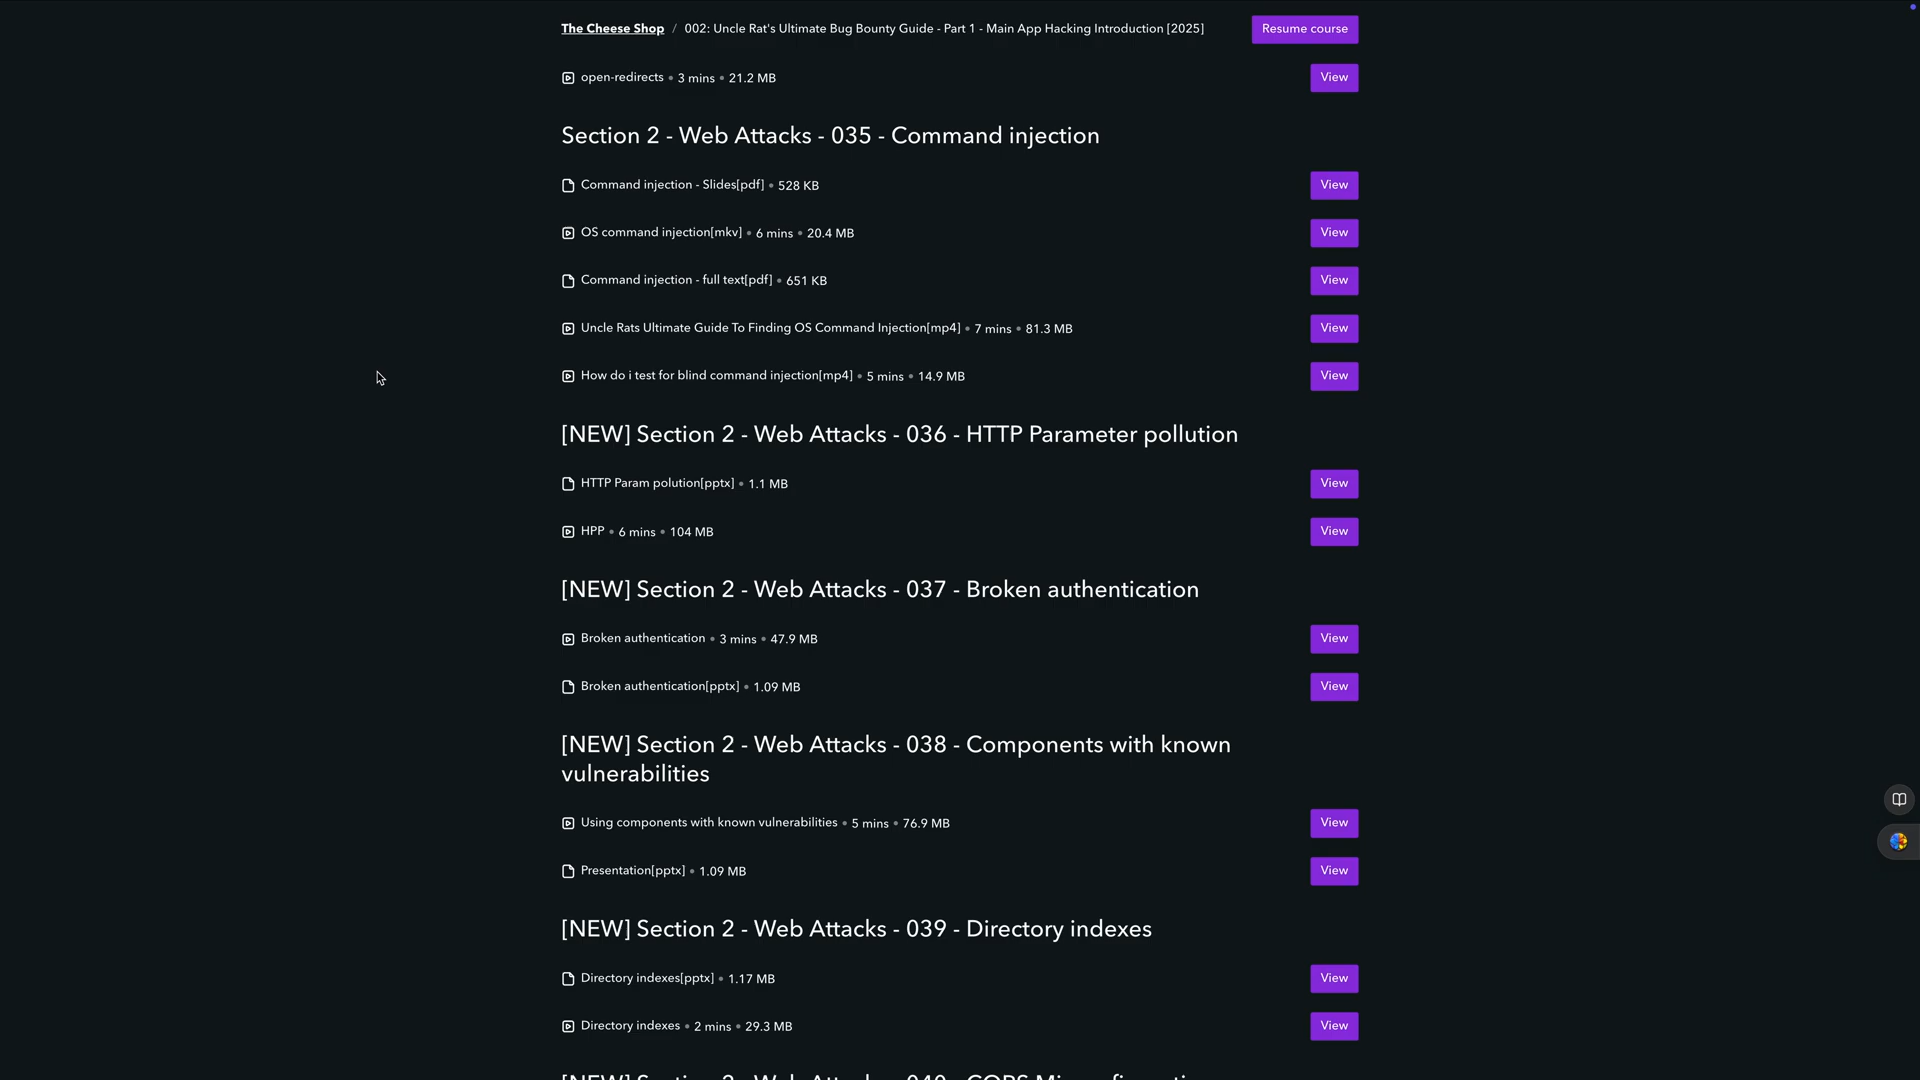 The Cheese Shop / 002: Uncle Rat's Ultimate Bug Bounty Guide - Part 1 - Main App Hacking Introduction [2025] Resume course
open-redirects • 3 mins • 21.2 MB View
Section 2 - Web Attacks - 035 - Command injection
Command injection - Slides[pdf] • 528 KB View
OS command injection[mkv] • 6 mins • 20.4 MB View
Command injection - full text[pdf] • 651 KB View
Uncle Rats Ultimate Guide To Finding OS Command Injection[mp4] • 7 mins • 81.3 MB View
How do i test for blind command injection[mp4] • 5 mins • 14.9 MB View
[NEW] Section 2 - Web Attacks - 036 - HTTP Parameter pollution
HTTP Param polution[pptx] • 1.1 MB View
HPP • 6 mins • 104 MB View
[NEW] Section 2 - Web Attacks - 037 - Broken authentication
Broken authentication • 3 mins • 47.9 MB View
Broken authentication[pptx] • 1.09 MB View
[NEW] Section 2 - Web Attacks - 038 - Components with known
vulnerabilities
Using components with known vulnerabilities • 5 mins • 76.9 MB View
Presentation[pptx] • 1.09 MB View
[NEW] Section 2 - Web Attacks - 039 - Directory indexes
Directory indexes[pptx] • 1.17 MB View
Directory indexes • 2 mins • 29.3 MB View
[NEW] Section 2 - Web Attacks - 040 - CORS